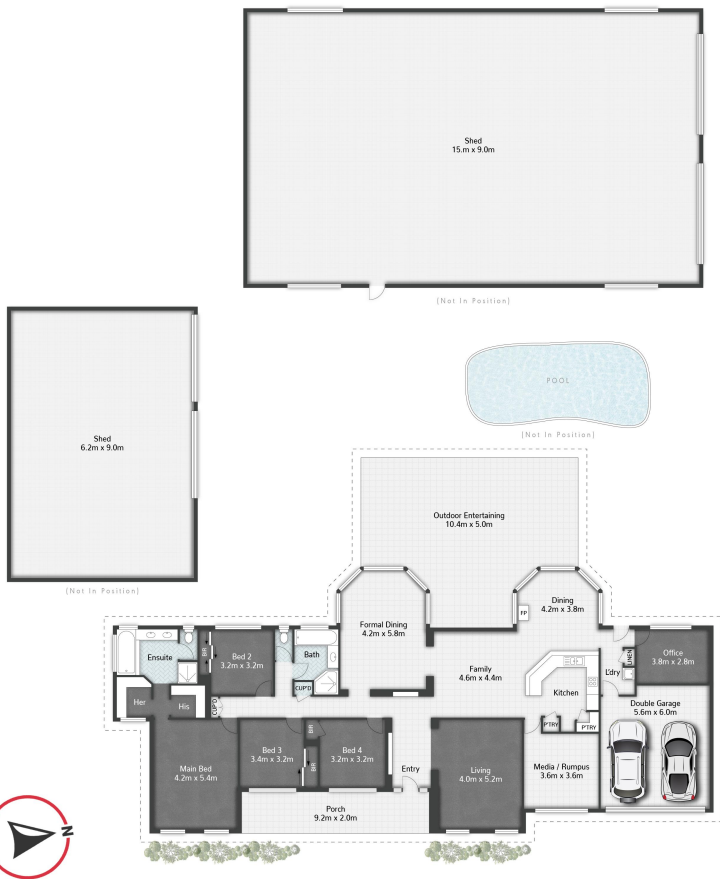 Shed
15.m x 9.0m
(Not In Position)
Shed
6.2m x 9.0m
(Not In Position)
POOL
(Not In Position)
Outdoor Entertaining
10.4m x 5.0m
Formal Dining
4.2m x 5.8m
Dining
4.2m x 3.8m
FP
Ensuite
BIR
Bed 2
3.2m x 3.2m
Bath
CUP'D
Family
4.6m x 4.4m
Kitchen
LINEN
L'dry
Office
3.8m x 2.8m
Her
His
CUP'D
P'TRY
P'TRY
Double Garage
5.6m x 6.0m
Main Bed
4.2m x 5.4m
Bed 3
3.4m x 3.2m
BIR
BIR
Bed 4
3.2m x 3.2m
Entry
Living
4.0m x 5.2m
Media / Rumpus
3.6m x 3.6m
Porch
9.2m x 2.0m
N